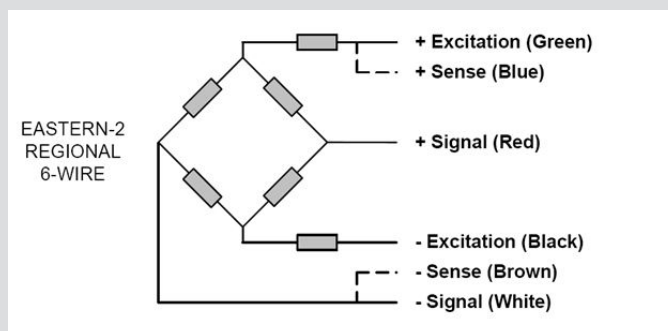 + Excitation (Green)
+ Sense (Blue)
EASTERN-2
REGIONAL
6-WIRE
+ Signal (Red)
- Excitation (Black)
- Sense (Brown)
- Signal (White)